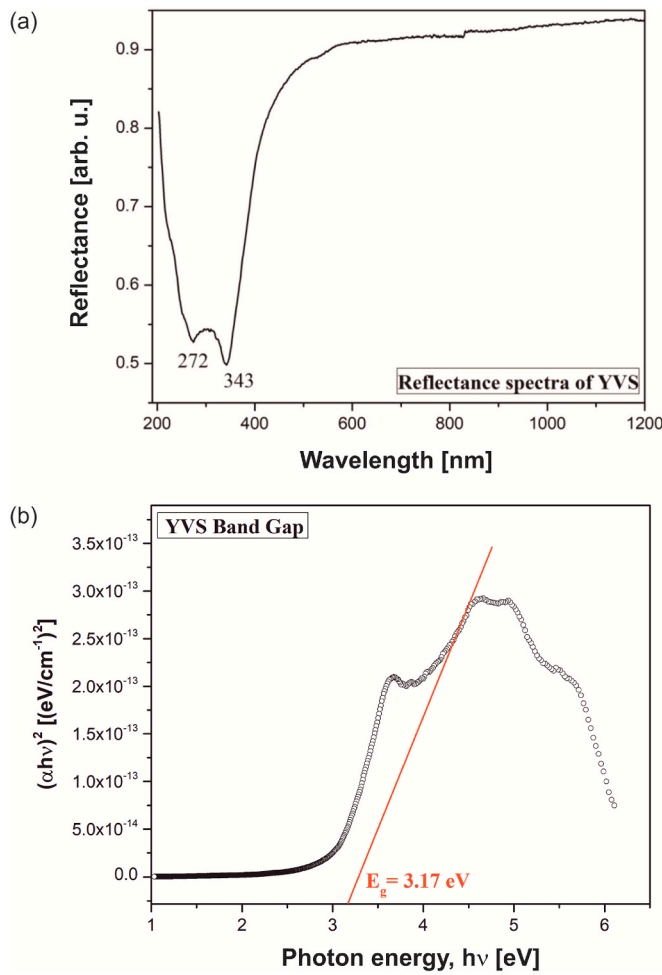 (a)
Reflectance [arb. u.]
0.9
0.8
0.7
0.6
0.5
272
343
Reflectance spectra of YVS
200 400 600 800 1000 1200
Wavelength [nm]
(b)
YVS Band Gap
(αhν)² [(eV/cm⁻¹)²]
3.5x10⁻¹³
3.0x10⁻¹³
2.5x10⁻¹³
2.0x10⁻¹³
1.5x10⁻¹³
1.0x10⁻¹³
5.0x10⁻¹⁴
0.0
E_g= 3.17 eV
1 2 3 4 5 6
Photon energy, hν [eV]